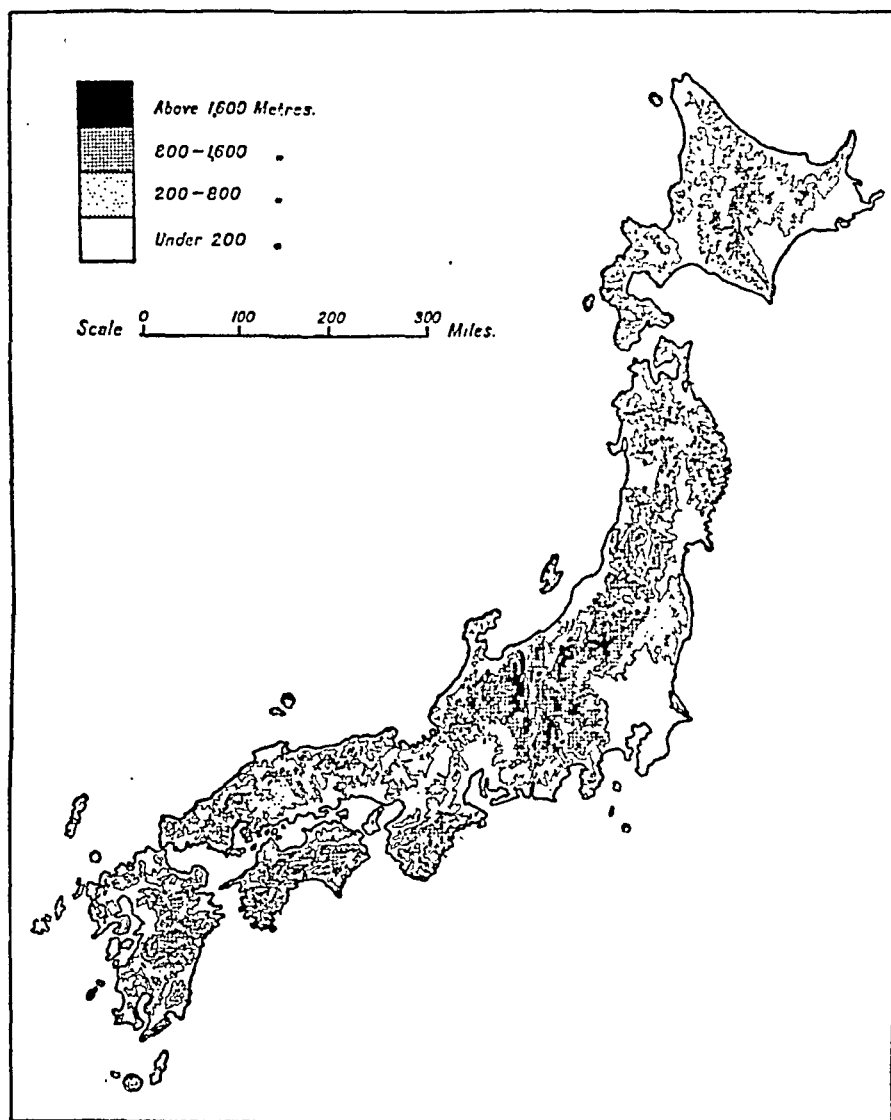 Above 1,600 Metres.
800–1,600 "
200–800 "
Under 200 "
0 100 200 300
Scale Miles.